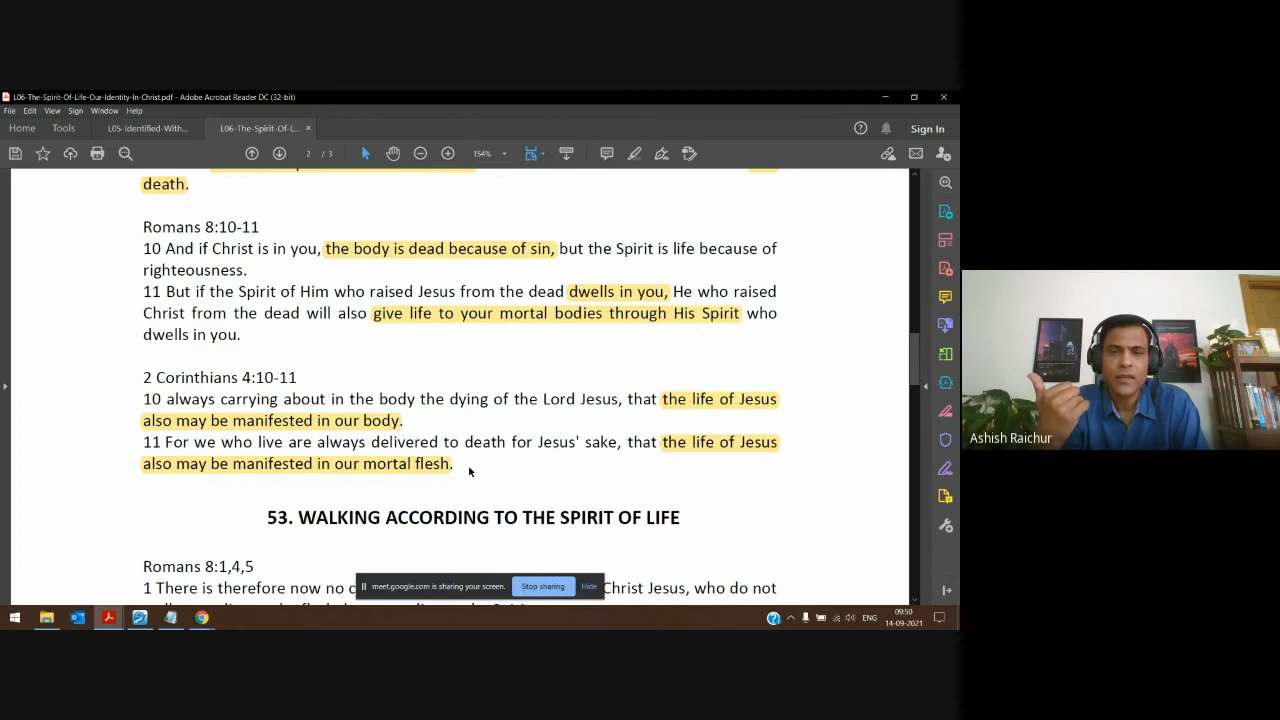 L06-The-Spirit-Of-Life-Our-Identity-In-Christ.pdf - Adobe Acrobat Reader DC (32-bit)
File Edit View Sign Window Help
Home Tools L05-Identified-With... L06-The-Spirit-Of-L... Sign In
2 / 3 154%
death.
Romans 8:10-11
10 And if Christ is in you, the body is dead because of sin, but the Spirit is life because of
righteousness.
11 But if the Spirit of Him who raised Jesus from the dead dwells in you, He who raised
Christ from the dead will also give life to your mortal bodies through His Spirit who
dwells in you.
2 Corinthians 4:10-11
10 always carrying about in the body the dying of the Lord Jesus, that the life of Jesus
also may be manifested in our body.
11 For we who live are always delivered to death for Jesus' sake, that the life of Jesus
also may be manifested in our mortal flesh.
53. WALKING ACCORDING TO THE SPIRIT OF LIFE
Romans 8:1,4,5
1 There is therefore now no c Christ Jesus, who do not
meet.google.com is sharing your screen. Stop sharing Hide
ENG
09:50
14-09-2021
Ashish Raichur